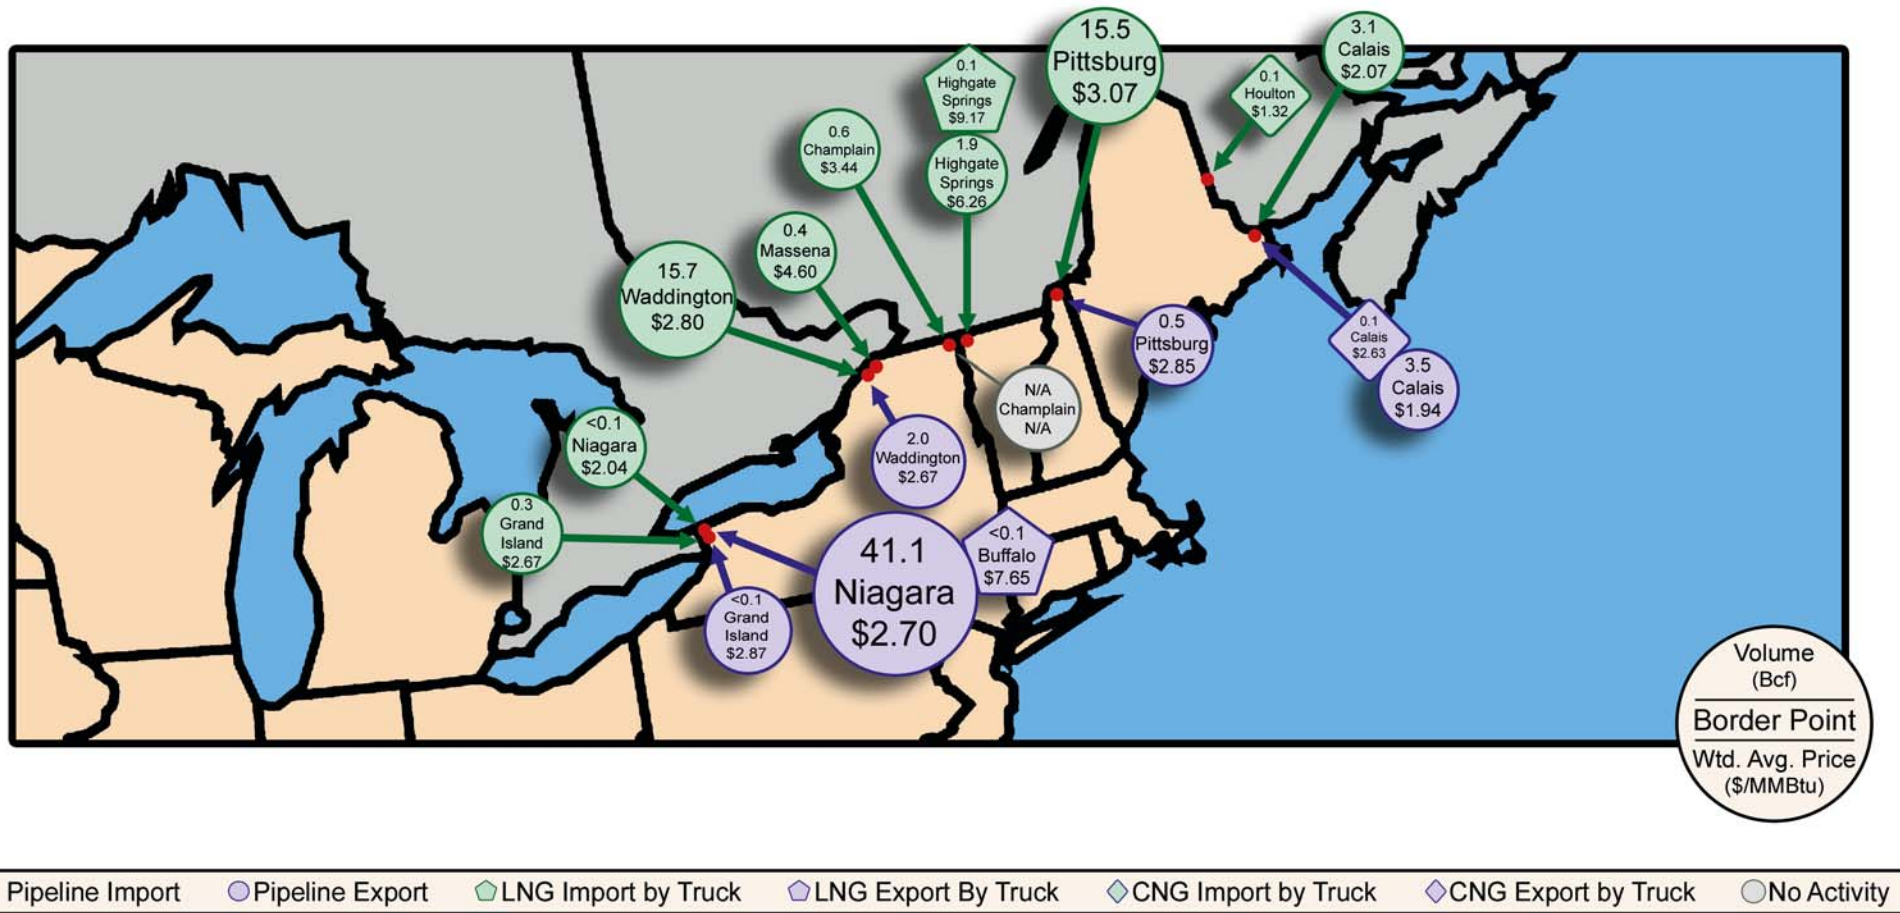 15.5
Pittsburg
$3.07
3.1
Calais
$2.07
0.1
Highgate
Springs
$9.17
0.1
Houlton
$1.32
0.6
Champlain
$3.44
1.9
Highgate
Springs
$6.26
0.4
Massena
$4.60
15.7
Waddington
$2.80
0.5
Pittsburg
$2.85
0.1
Calais
$2.63
3.5
Calais
$1.94
N/A
Champlain
N/A
<0.1
Niagara
$2.04
2.0
Waddington
$2.67
0.3
Grand
Island
$2.67
41.1
Niagara
$2.70
<0.1
Buffalo
$7.65
<0.1
Grand
Island
$2.87
Volume
(Bcf)
Border Point
Wtd. Avg. Price
($/MMBtu)
Pipeline Import Pipeline Export LNG Import by Truck LNG Export By Truck CNG Import by Truck CNG Export by Truck No Activity